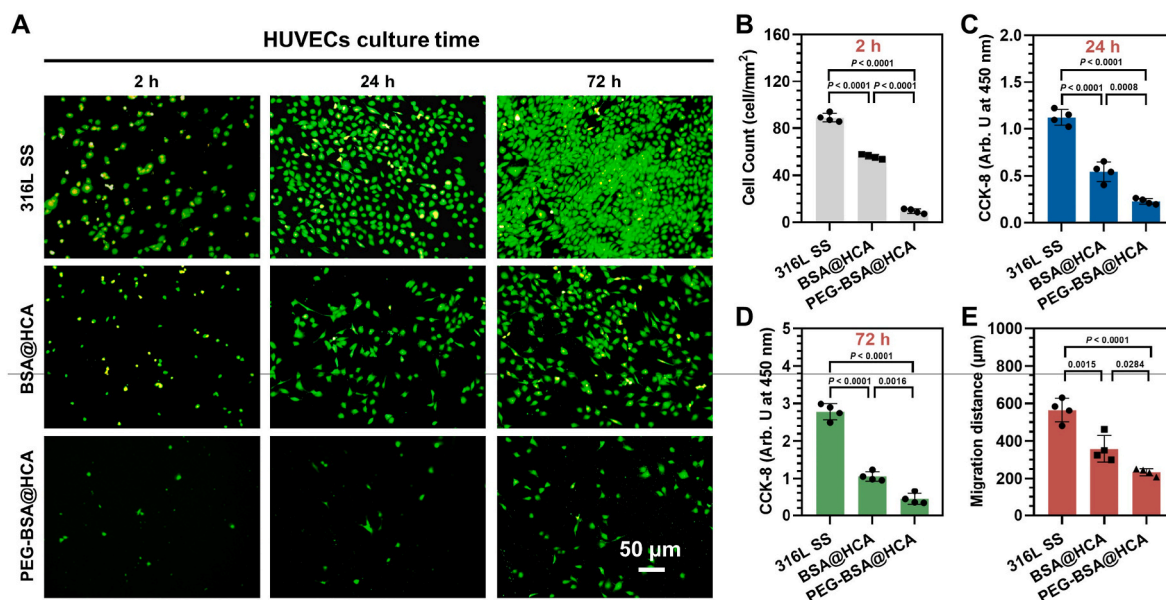 A
HUVECs culture time
2 h
24 h
72 h
316L SS
BSA@HCA
PEG-BSA@HCA
50 µm
B
2 h
P < 0.0001
P < 0.0001
P < 0.0001
Cell Count (cell/mm²)
160
120
80
40
0
316L SS
BSA@HCA
PEG-BSA@HCA
C
24 h
P < 0.0001
P < 0.0001
0.0008
CCK-8 (Arb. U at 450 nm)
2.0
1.5
1.0
0.5
0.0
316L SS
BSA@HCA
PEG-BSA@HCA
D
72 h
P < 0.0001
P < 0.0001
0.0016
CCK-8 (Arb. U at 450 nm)
5
4
3
2
1
0
316L SS
BSA@HCA
PEG-BSA@HCA
E
P < 0.0001
0.0015
0.0284
Migration distance (µm)
1000
800
600
400
200
0
316L SS
BSA@HCA
PEG-BSA@HCA